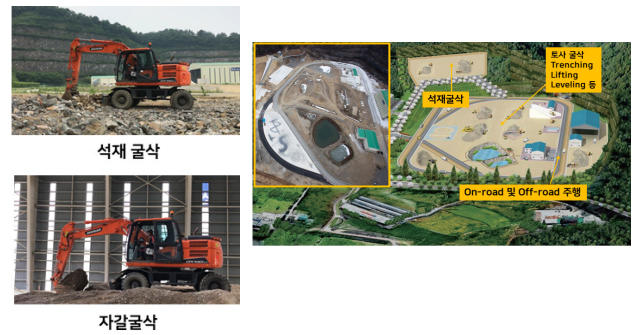 석재 굴삭
자갈굴삭
토사 굴삭
Trenching
Lifting
Leveling 등
석재굴삭
On-road 및 Off-road 주행